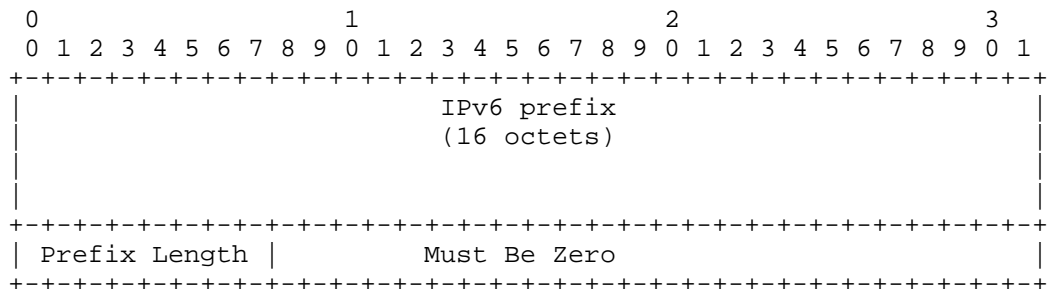 0                   1                   2                   3
 0 1 2 3 4 5 6 7 8 9 0 1 2 3 4 5 6 7 8 9 0 1 2 3 4 5 6 7 8 9 0 1
+-+-+-+-+-+-+-+-+-+-+-+-+-+-+-+-+-+-+-+-+-+-+-+-+-+-+-+-+-+-+-+-+
|                          IPv6 prefix                          |
|                          (16 octets)                          |
|                                                               |
|                                                               |
+-+-+-+-+-+-+-+-+-+-+-+-+-+-+-+-+-+-+-+-+-+-+-+-+-+-+-+-+-+-+-+-+
| Prefix Length |         Must Be Zero                          |
+-+-+-+-+-+-+-+-+-+-+-+-+-+-+-+-+-+-+-+-+-+-+-+-+-+-+-+-+-+-+-+-+